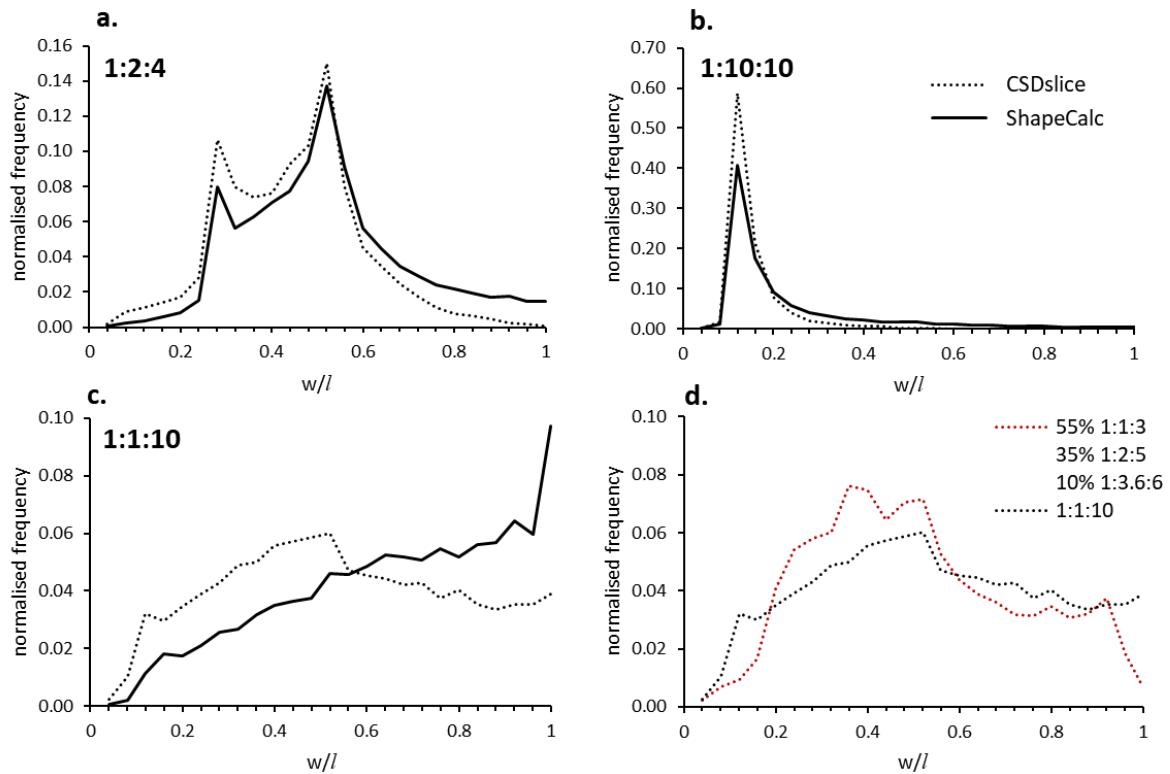 a.
1:2:4
normalised frequency
0.16
0.14
0.12
0.10
0.08
0.06
0.04
0.02
0.00
0 0.2 0.4 0.6 0.8 1
w/l
b.
1:10:10
CSDslice
ShapeCalc
normalised frequency
0.70
0.60
0.50
0.40
0.30
0.20
0.10
0.00
0 0.2 0.4 0.6 0.8 1
w/l
c.
1:1:10
normalised frequency
0.10
0.08
0.06
0.04
0.02
0.00
0 0.2 0.4 0.6 0.8 1
w/l
d.
55% 1:1:3
35% 1:2:5
10% 1:3.6:6
1:1:10
normalised frequency
0.10
0.08
0.06
0.04
0.02
0.00
0 0.2 0.4 0.6 0.8 1
w/l